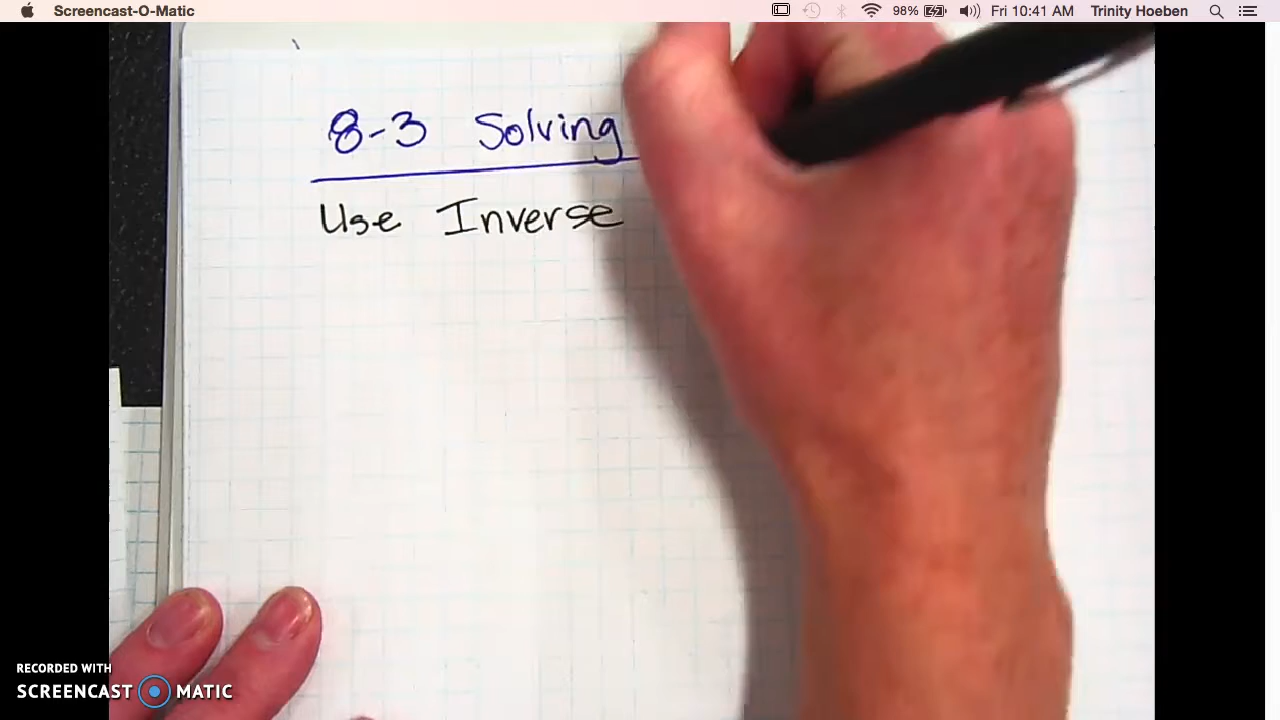 Screencast-O-Matic 98% Fri 10:41 AM Trinity Hoeben
8-3 Solving
Use Inverse
RECORDED WITH
SCREENCAST MATIC